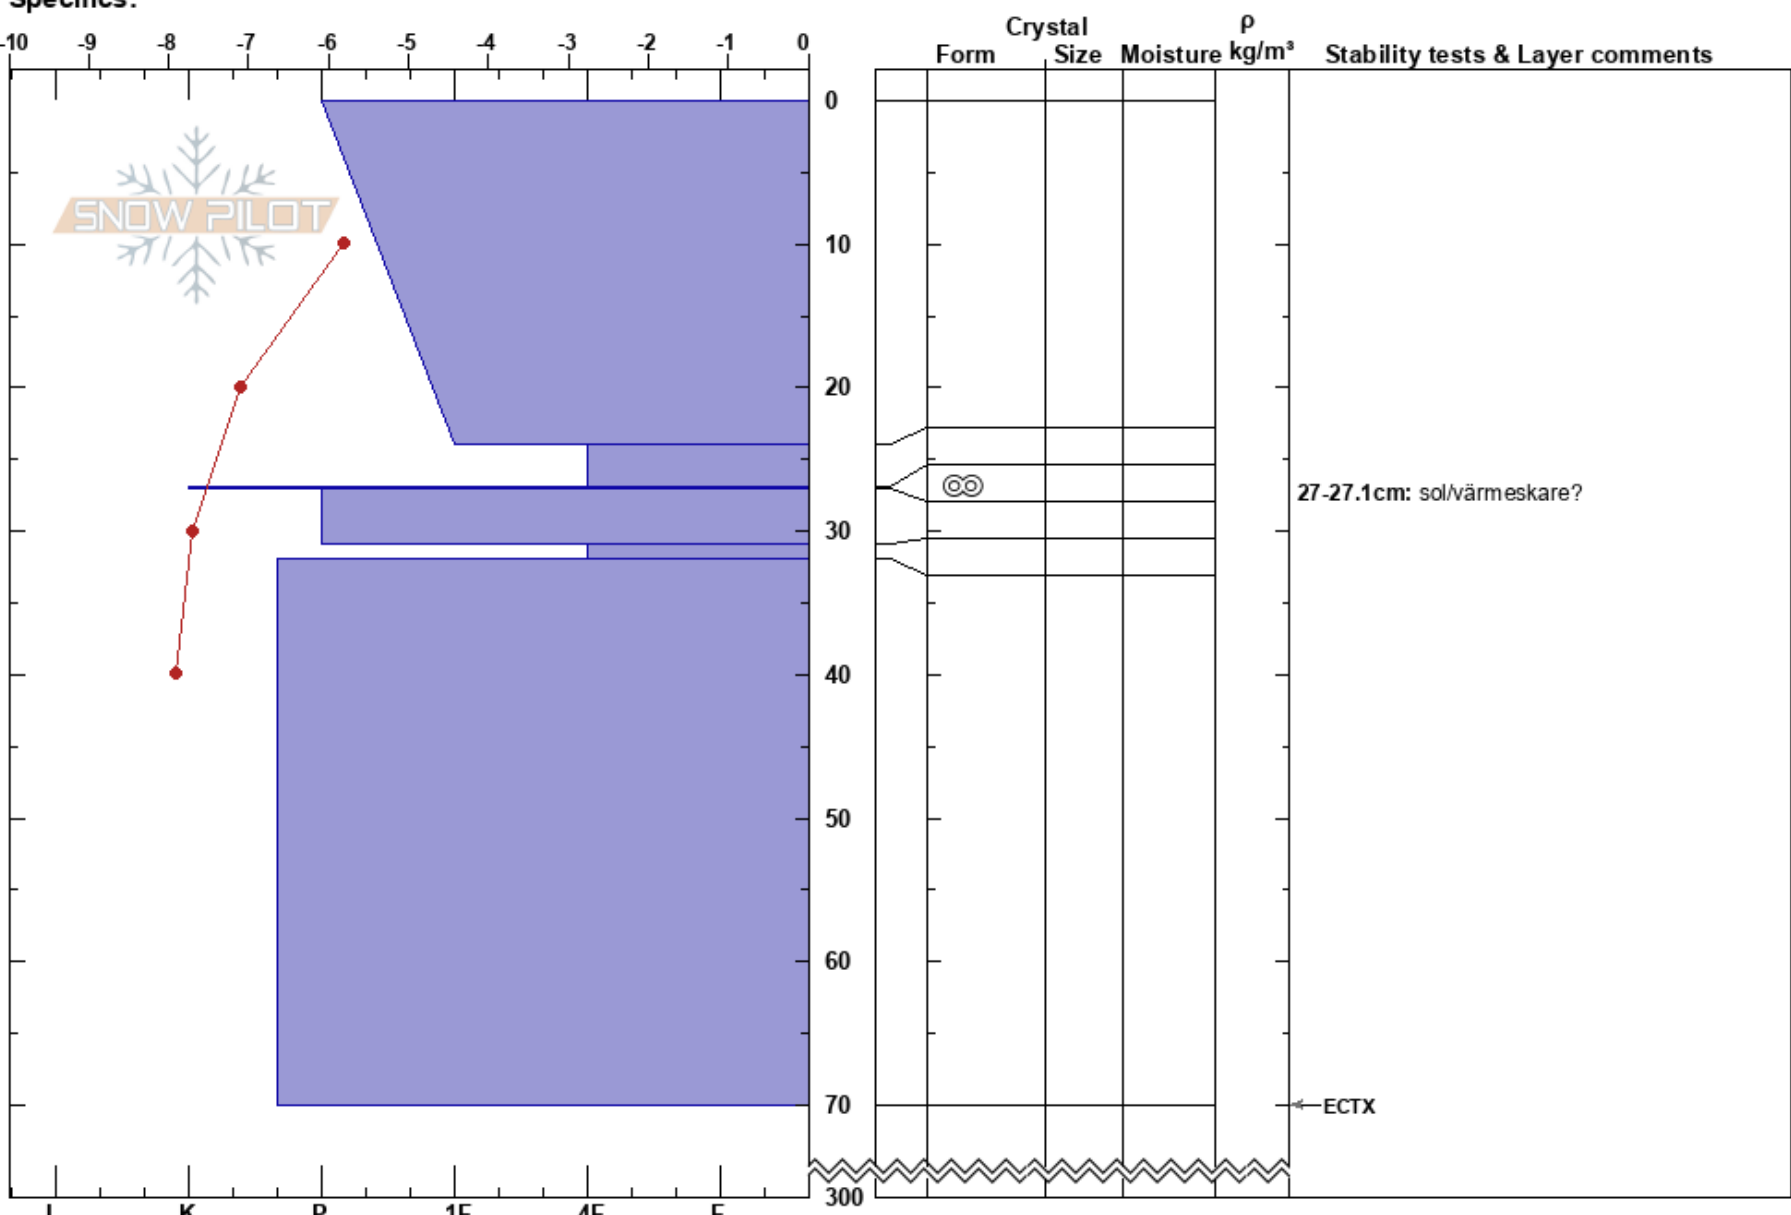 Specifics:
Crystal
ρ
Form Size Moisture kg/m³ Stability tests & Layer comments
-10 -9 -8 -7 -6 -5 -4 -3 -2 -1 0
0
SNOW PILOT
10
20
27-27.1cm: sol/värmeskare?
30
40
50
60
70 ECTX
300
I K P 1F 4F F